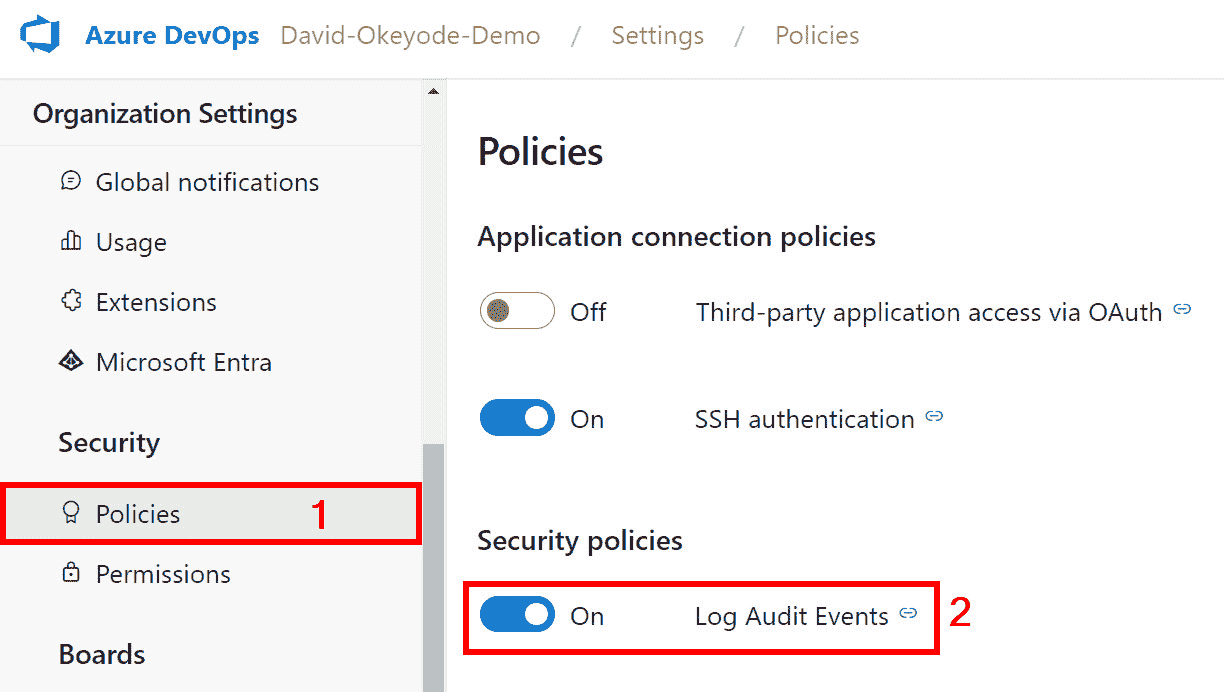 Azure DevOps David-Okeyode-Demo / Settings / Policies
Organization Settings
Global notifications
Usage
Extensions
Microsoft Entra
Security
Policies 1
Permissions
Boards
Policies
Application connection policies
Off Third-party application access via OAuth
On SSH authentication
Security policies
On Log Audit Events 2